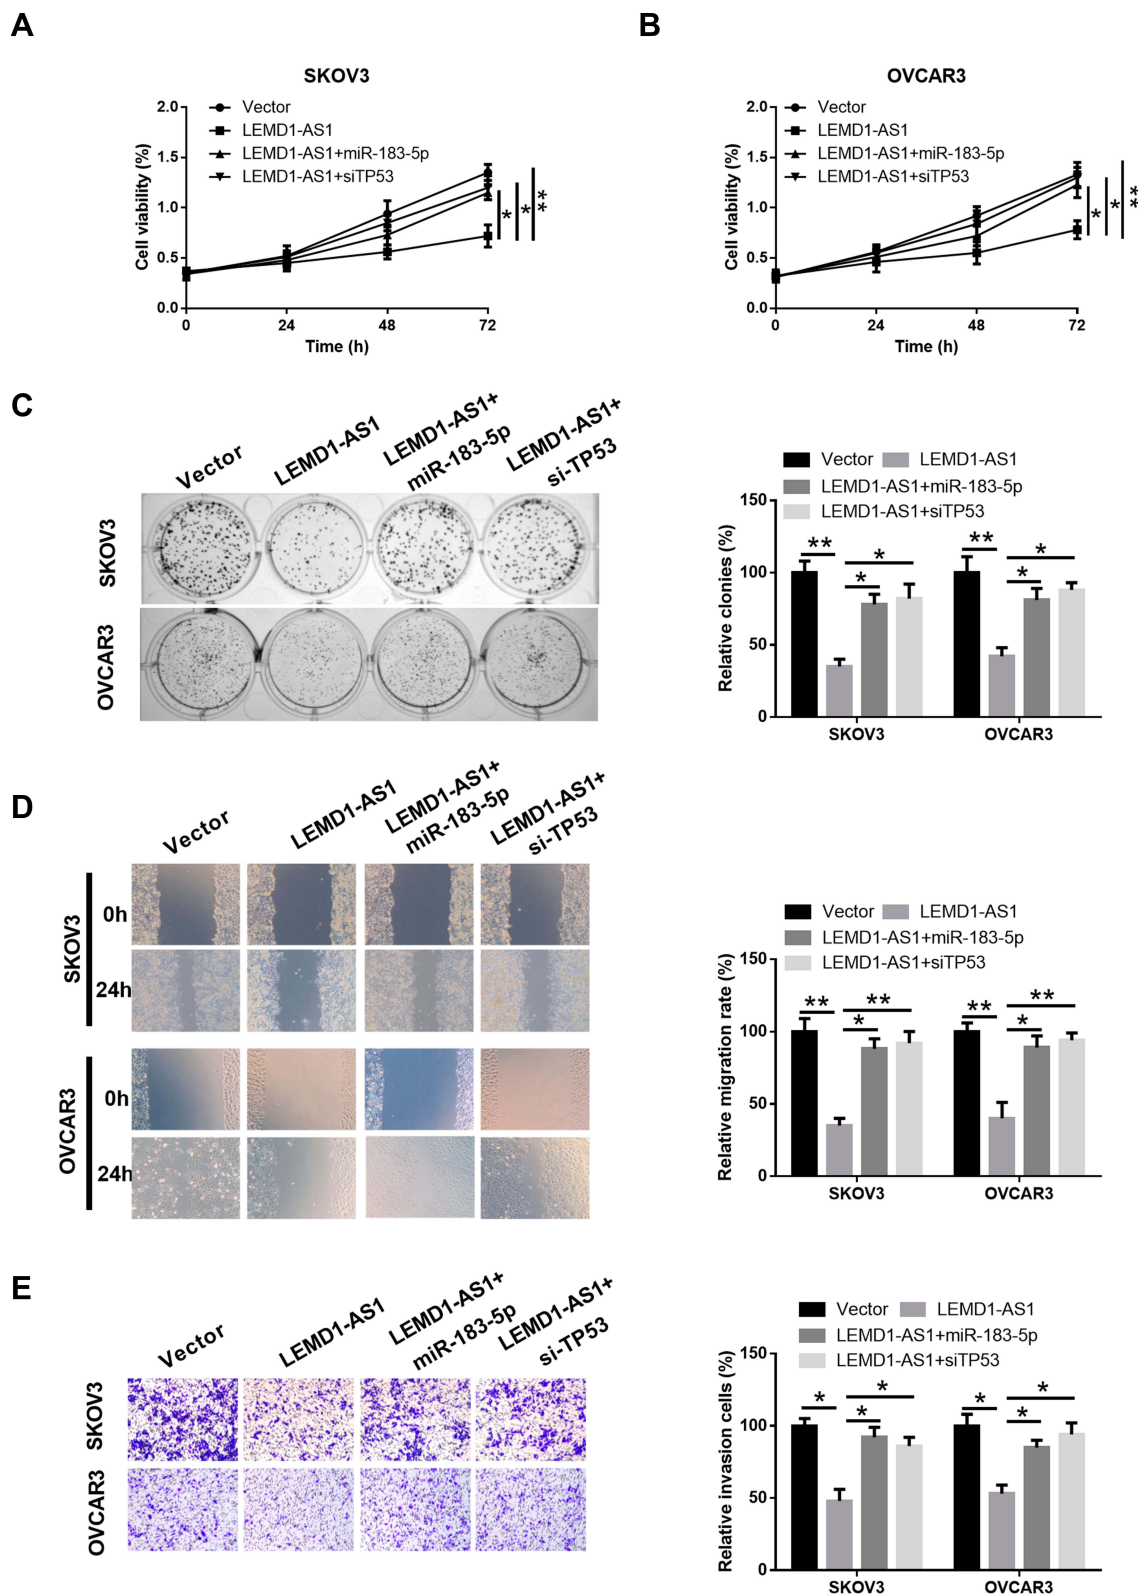 A
B
SKOV3
Vector
LEMD1-AS1
LEMD1-AS1+miR-183-5p
LEMD1-AS1+siTP53
Cell viability (%)
2.0
1.5
1.0
0.5
0.0
0
24
48
72
Time (h)
*
*
**
OVCAR3
Vector
LEMD1-AS1
LEMD1-AS1+miR-183-5p
LEMD1-AS1+siTP53
Cell viability (%)
2.0
1.5
1.0
0.5
0.0
0
24
48
72
Time (h)
*
*
**
C
Vector
LEMD1-AS1
LEMD1-AS1+
miR-183-5p
LEMD1-AS1+
si-TP53
SKOV3
OVCAR3
Vector
LEMD1-AS1
LEMD1-AS1+miR-183-5p
LEMD1-AS1+siTP53
Relative clonies (%)
150
100
50
0
**
*
*
**
*
*
SKOV3
OVCAR3
D
Vector
LEMD1-AS1
LEMD1-AS1+
miR-183-5p
LEMD1-AS1+
si-TP53
SKOV3
0h
24h
OVCAR3
0h
24h
Vector
LEMD1-AS1
LEMD1-AS1+miR-183-5p
LEMD1-AS1+siTP53
Relative migration rate (%)
150
100
50
0
**
*
**
**
*
**
SKOV3
OVCAR3
E
Vector
LEMD1-AS1
LEMD1-AS1+
miR-183-5p
LEMD1-AS1+
si-TP53
SKOV3
OVCAR3
Vector
LEMD1-AS1
LEMD1-AS1+miR-183-5p
LEMD1-AS1+siTP53
Relative invasion cells (%)
150
100
50
0
*
*
*
*
*
*
SKOV3
OVCAR3